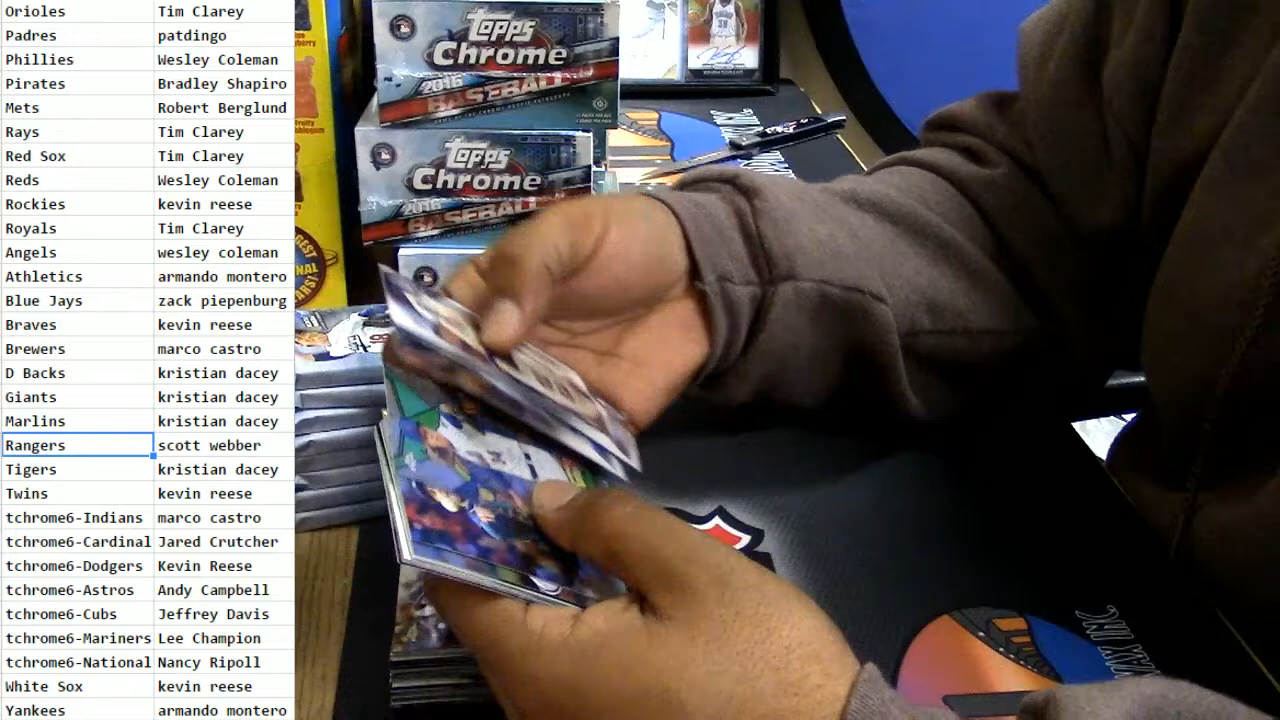 Orioles Tim Clarey
Padres patdingo
Phillies Wesley Coleman
Pirates Bradley Shapiro
Mets Robert Berglund
Rays Tim Clarey
Red Sox Tim Clarey
Reds Wesley Coleman
Rockies kevin reese
Royals Tim Clarey
Angels wesley coleman
Athletics armando montero
Blue Jays zack piepenburg
Braves kevin reese
Brewers marco castro
D Backs kristian dacey
Giants kristian dacey
Marlins kristian dacey
Rangers scott webber
Tigers kristian dacey
Twins kevin reese
tchrome6-Indians marco castro
tchrome6-Cardinal Jared Crutcher
tchrome6-Dodgers Kevin Reese
tchrome6-Astros Andy Campbell
tchrome6-Cubs Jeffrey Davis
tchrome6-Mariners Lee Champion
tchrome6-National Nancy Ripoll
White Sox kevin reese
Yankees armando montero
Topps
Chrome
2016
BASEBALL
Topps
Chrome
2016
BASEBALL